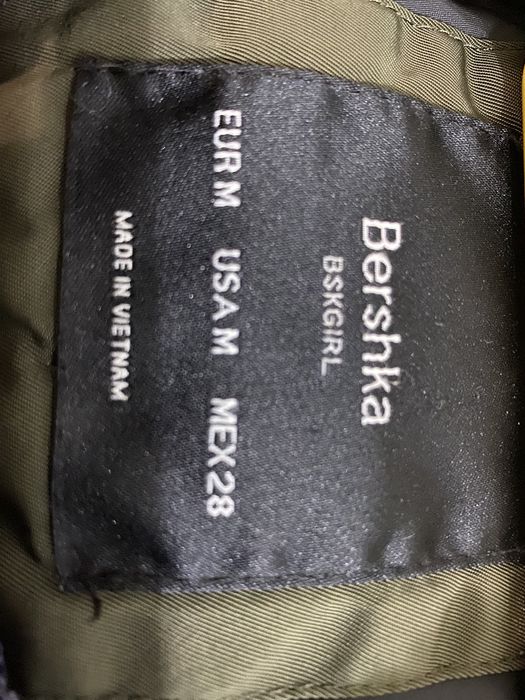 Bershka
BSKGIRL
EUR M USA M MEX 28
MADE IN VIETNAM